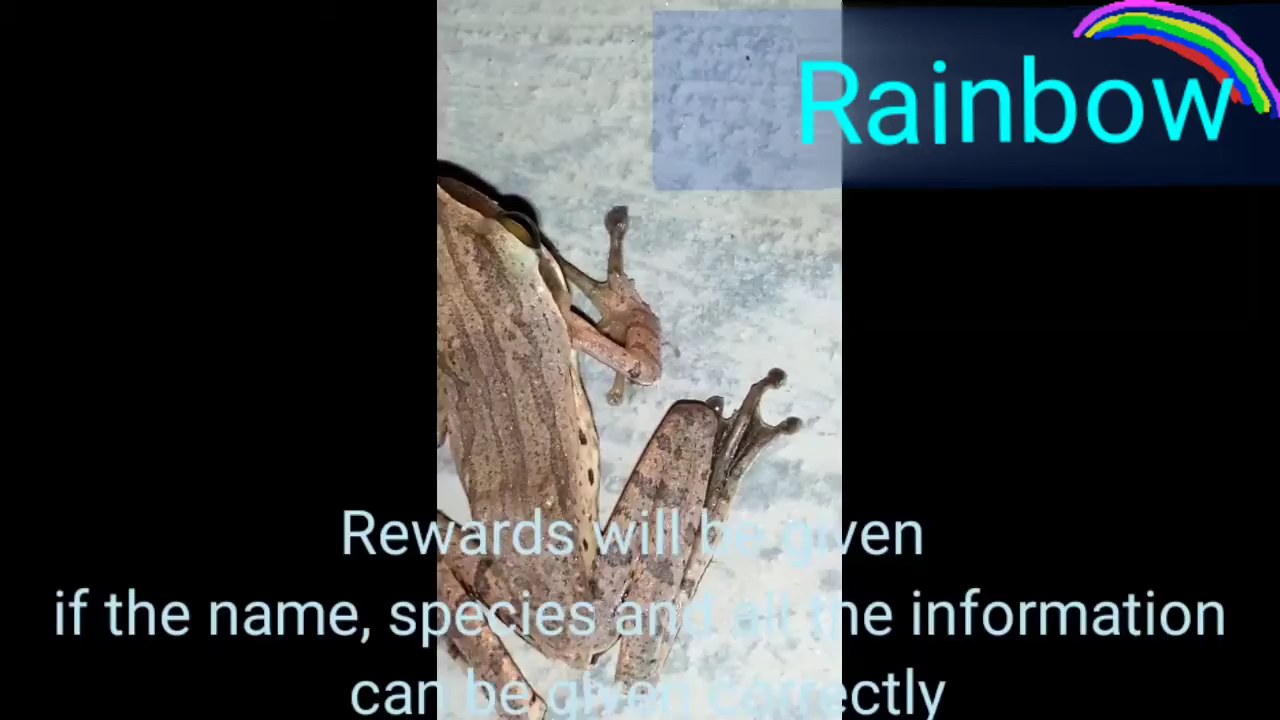 Rainbow
Rewards will be given
if the name, species and all the information
can be given correctly